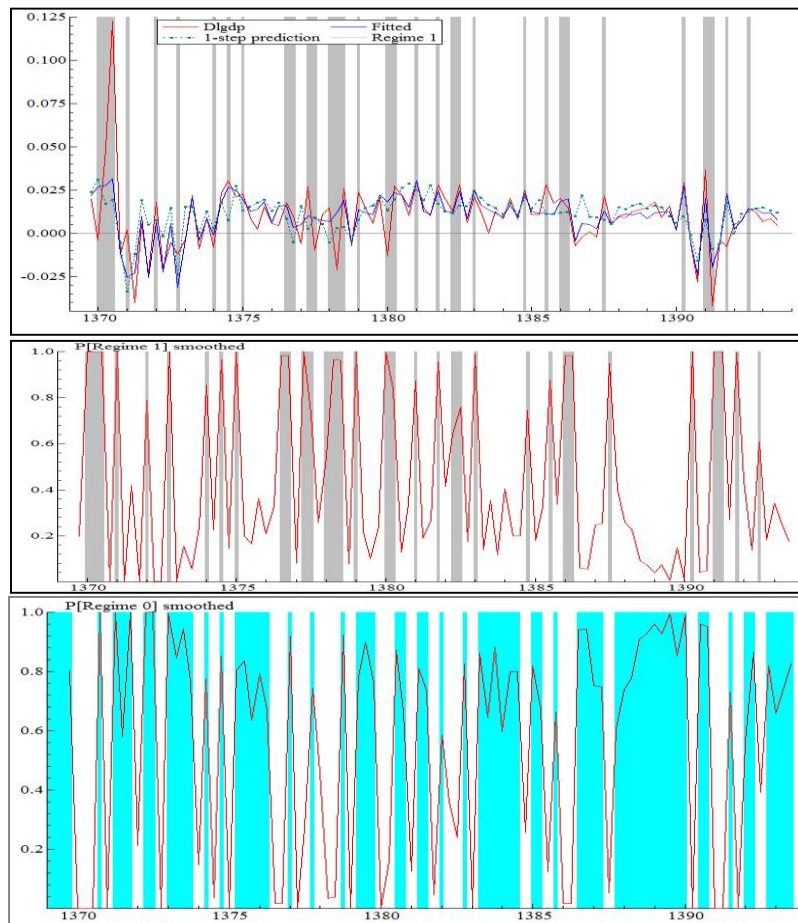 Dlgdp Fitted
1-step prediction Regime 1
0.125
0.100
0.075
0.050
0.025
0.000
-0.025
1370 1375 1380 1385 1390
P[Regime 1] smoothed
1.0
0.8
0.6
0.4
0.2
1370 1375 1380 1385 1390
P[Regime 0] smoothed
1.0
0.8
0.6
0.4
0.2
1370 1375 1380 1385 1390